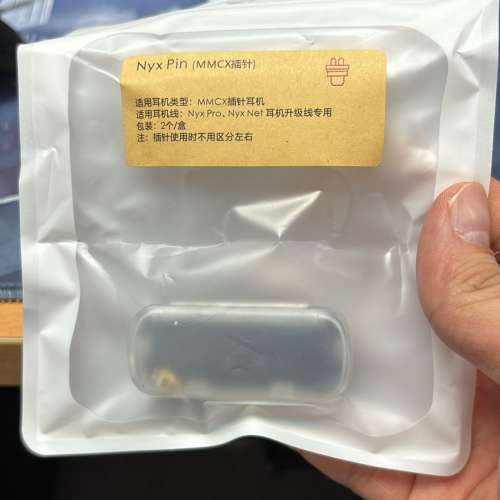 Nyx Pin (MMCX插针)
适用耳机类型：MMCX插针耳机
适用耳机线：Nyx Pro、Nyx Net 耳机升级线专用
包装：2个/盒
注：插针使用时不用区分左右